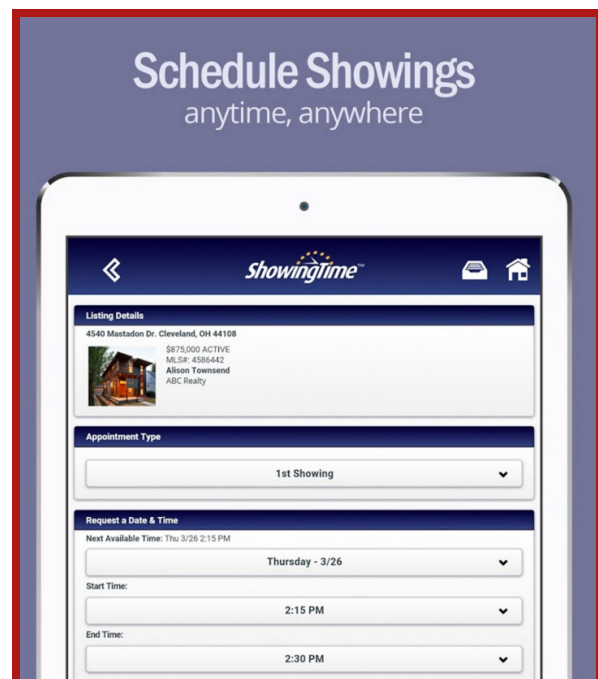 Schedule Showings
anytime, anywhere
ShowingTime™
Listing Details
4540 Mastadon Dr. Cleveland, OH 44108
$875,000 ACTIVE
MLS#: 4586442
Alison Townsend
ABC Realty
Appointment Type
1st Showing
Request a Date & Time
Next Available Time: Thu 3/26 2:15 PM
Thursday - 3/26
Start Time:
2:15 PM
End Time:
2:30 PM